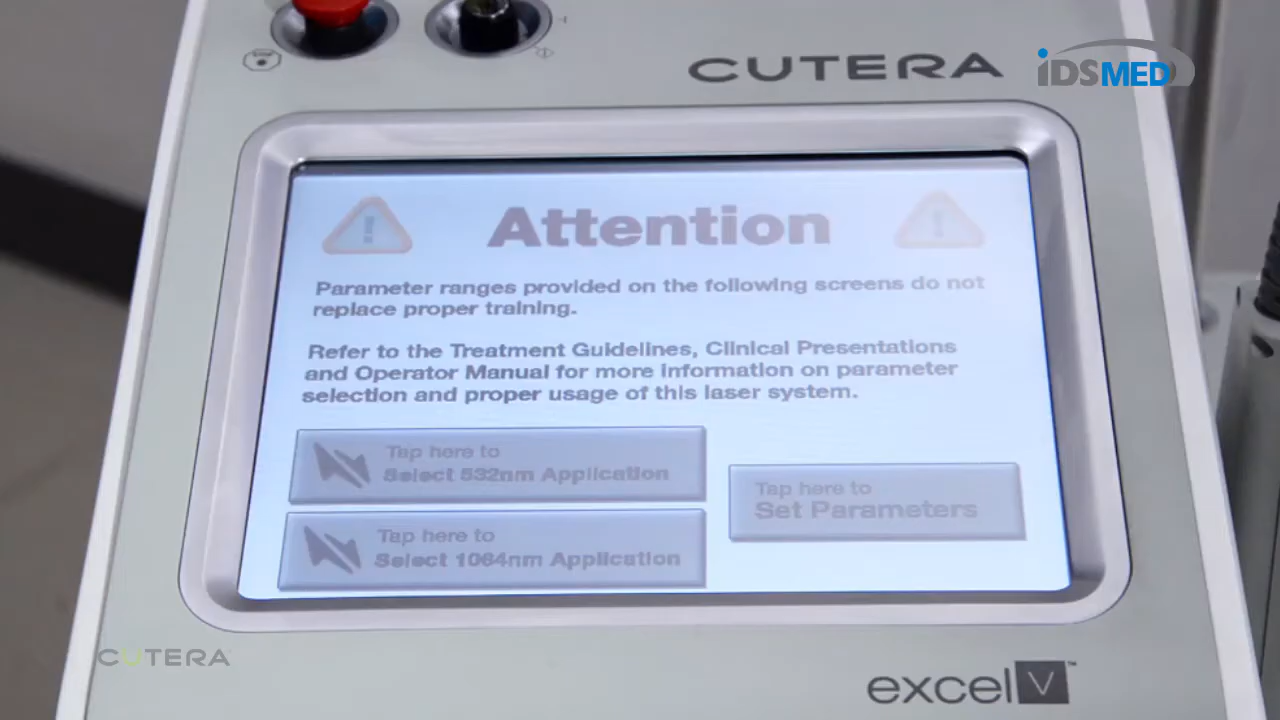 STOP
CUTERA
iDSMED
Attention
Parameter ranges provided on the following screens do not
replace proper training.
Refer to the Treatment Guidelines, Clinical Presentations
and Operator Manual for more information on parameter
selection and proper usage of this laser system.
Tap here to
Select 532nm Application
Tap here to
Set Parameters
Tap here to
Select 1064nm Application
CUTERA
excel V™